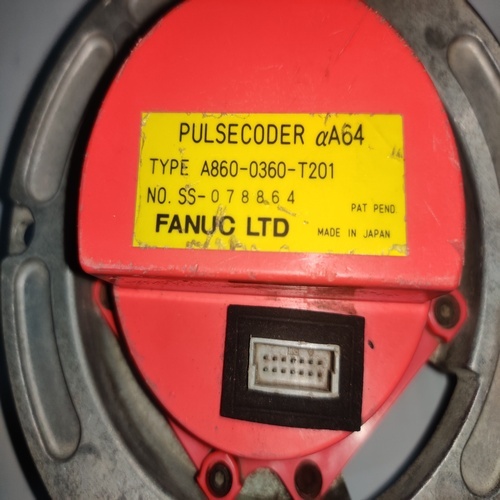 PULSECODER αA64
TYPE A860-0360-T201
NO. SS-078864
PAT PEND.
FANUC LTD MADE IN JAPAN